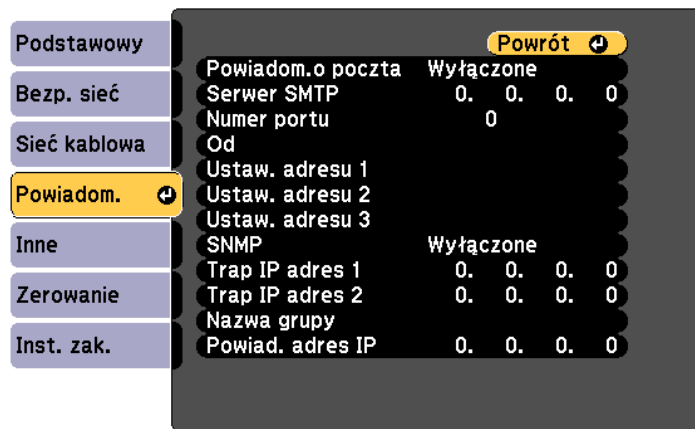 Podstawowy
Bezp. sieć
Sieć kablowa
Powiadom.
Inne
Zerowanie
Inst. zak.
Powrót
Powiadom.o poczta Wyłączone
Serwer SMTP 0. 0. 0. 0
Numer portu 0
Od
Ustaw. adresu 1
Ustaw. adresu 2
Ustaw. adresu 3
SNMP Wyłączone
Trap IP adres 1 0. 0. 0. 0
Trap IP adres 2 0. 0. 0. 0
Nazwa grupy
Powiad. adres IP 0. 0. 0. 0